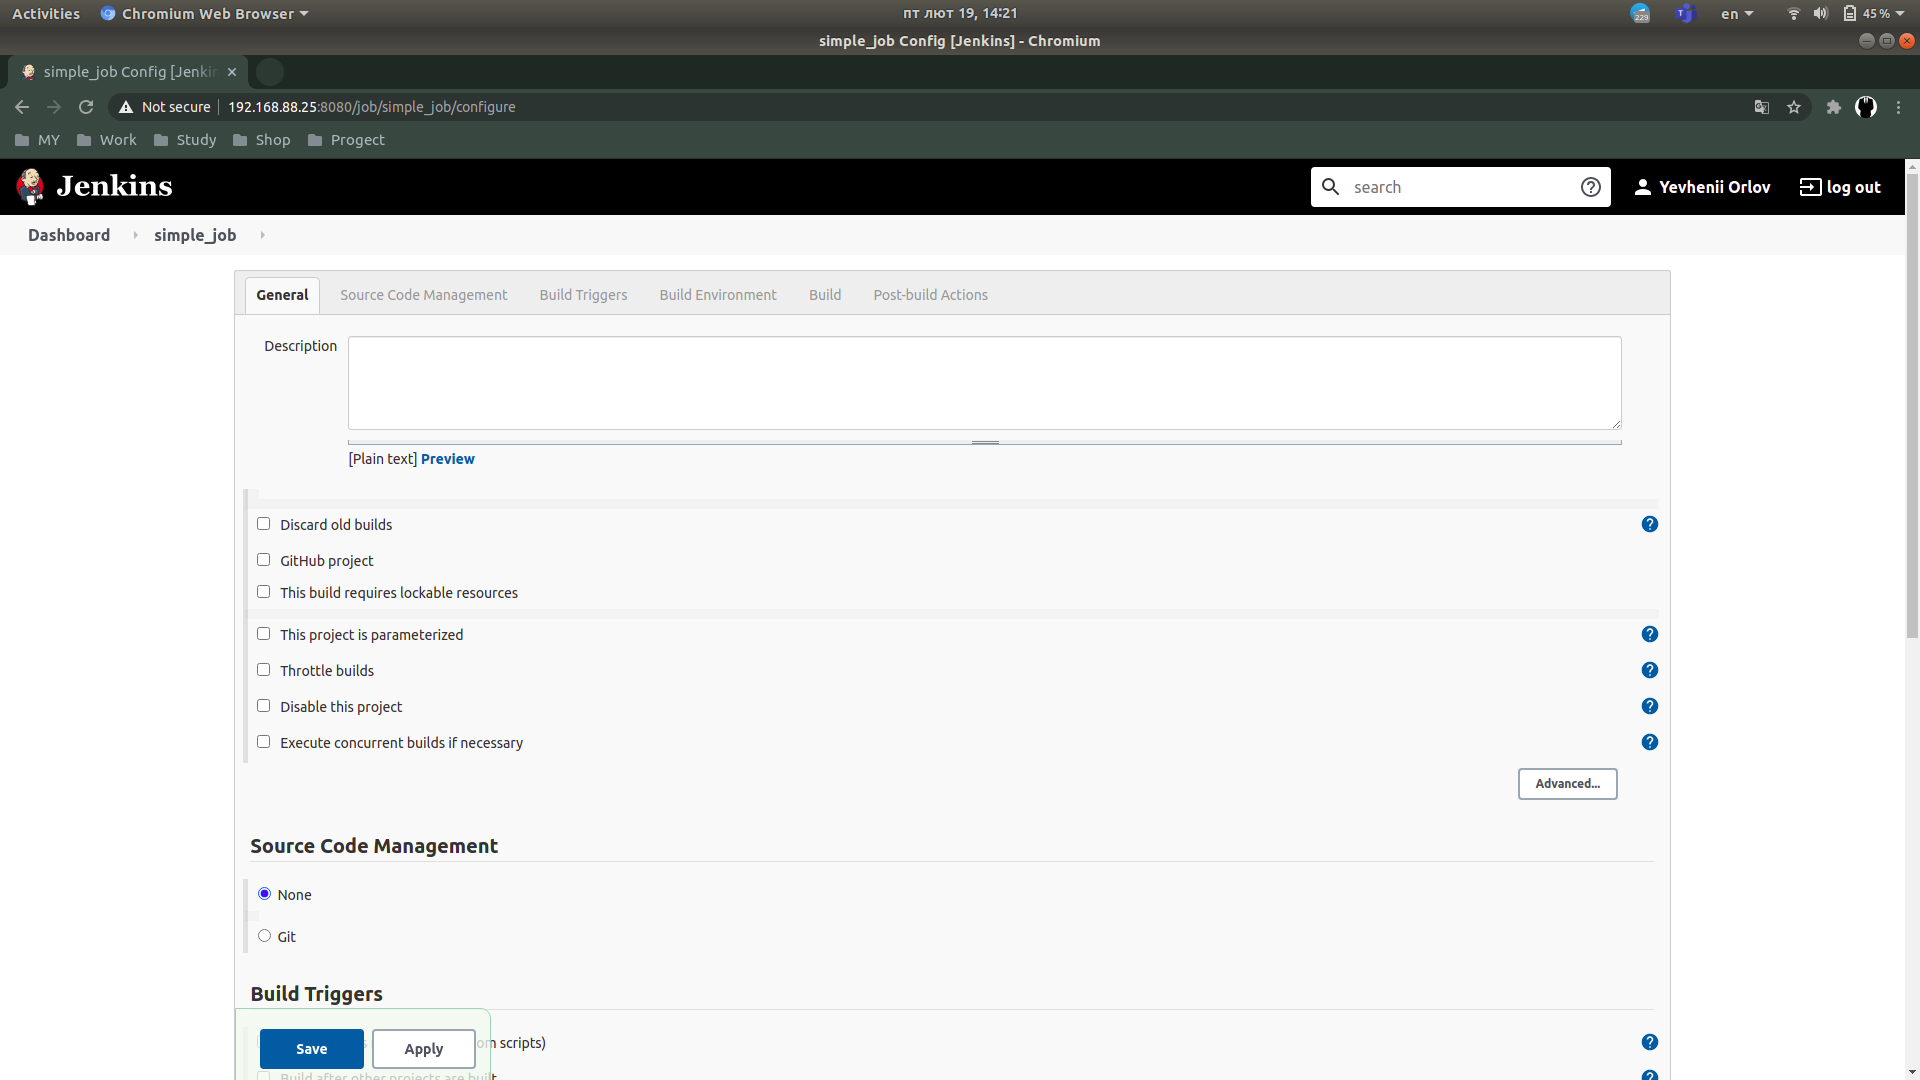 Activities
Chromium Web Browser
пт лют 19, 14:21
229
en
45 %
simple_job Config [Jenkins] - Chromium
simple_job Config [Jenkin
Not secure
192.168.88.25:8080/job/simple_job/configure
MY
Work
Study
Shop
Progect
Jenkins
search
Yevhenii Orlov
log out
Dashboard
simple_job
General
Source Code Management
Build Triggers
Build Environment
Build
Post-build Actions
Description
[Plain text] Preview
Discard old builds
GitHub project
This build requires lockable resources
This project is parameterized
Throttle builds
Disable this project
Execute concurrent builds if necessary
Advanced...
Source Code Management
None
Git
Build Triggers
scripts)
Save
Apply
Build after other projects are built